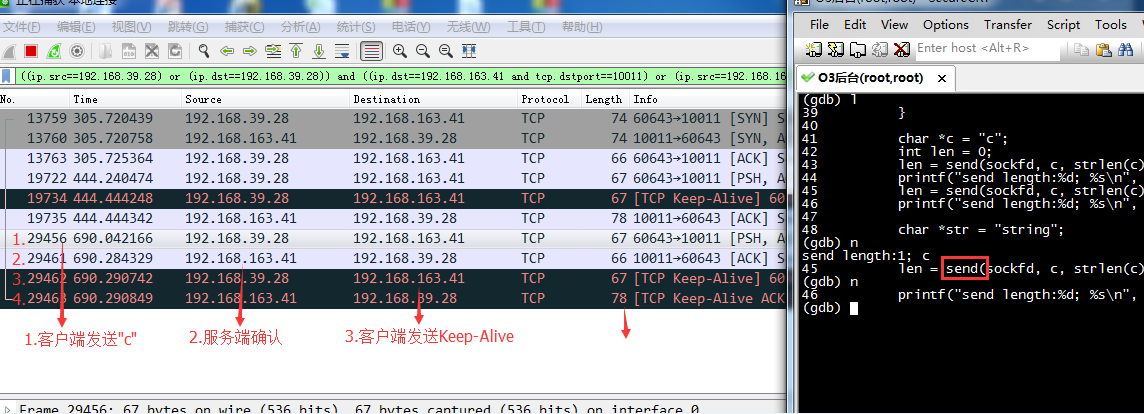 正在捕获 本地连接
文件(F) 编辑(E) 视图(V) 跳转(G) 捕获(C) 分析(A) 统计(S) 电话(Y) 无线(W) 工具(T) 帮助(H)
((ip.src==192.168.39.28) or (ip.dst==192.168.39.28)) and ((ip.dst==192.168.163.41 and tcp.dstport==10011) or (ip.src==192.168.16
No. Time Source Destination Protocol Length Info
13759 305.720439 192.168.39.28 192.168.163.41 TCP 74 60643→10011 [SYN] S
13760 305.720758 192.168.163.41 192.168.39.28 TCP 74 10011→60643 [SYN, A
13763 305.725364 192.168.39.28 192.168.163.41 TCP 66 60643→10011 [ACK] S
19722 444.240474 192.168.39.28 192.168.163.41 TCP 67 60643→10011 [PSH, A
19734 444.444248 192.168.39.28 192.168.163.41 TCP 67 [TCP Keep-Alive] 60
19735 444.444342 192.168.163.41 192.168.39.28 TCP 78 10011→60643 [ACK] S
1. 29456 690.042166 192.168.39.28 192.168.163.41 TCP 67 60643→10011 [PSH, A
2. 29461 690.284329 192.168.163.41 192.168.39.28 TCP 66 10011→60643 [ACK] S
3. 29462 690.290742 192.168.39.28 192.168.163.41 TCP 67 [TCP Keep-Alive] 60
4. 29463 690.290849 192.168.163.41 192.168.39.28 TCP 78 [TCP Keep-Alive ACK
1.客户端发送"c" 2.服务端确认 3.客户端发送Keep-Alive
Frame 29456: 67 bytes on wire (536 bits), 67 bytes captured (536 bits) on interface 0
File Edit View Options Transfer Script Tools
Enter host <Alt+R>
O3后台(root,root) ×
(gdb) l
39 }
40
41 char *c = "c";
42 int len = 0;
43 len = send(sockfd, c, strlen(c)
44 printf("send length:%d; %s\n",
45 len = send(sockfd, c, strlen(c)
46 printf("send length:%d; %s\n",
47
48 char *str = "string";
(gdb) n
send length:1; c
45 len = send(sockfd, c, strlen(c)
(gdb) n
46 printf("send length:%d; %s\n",
(gdb)